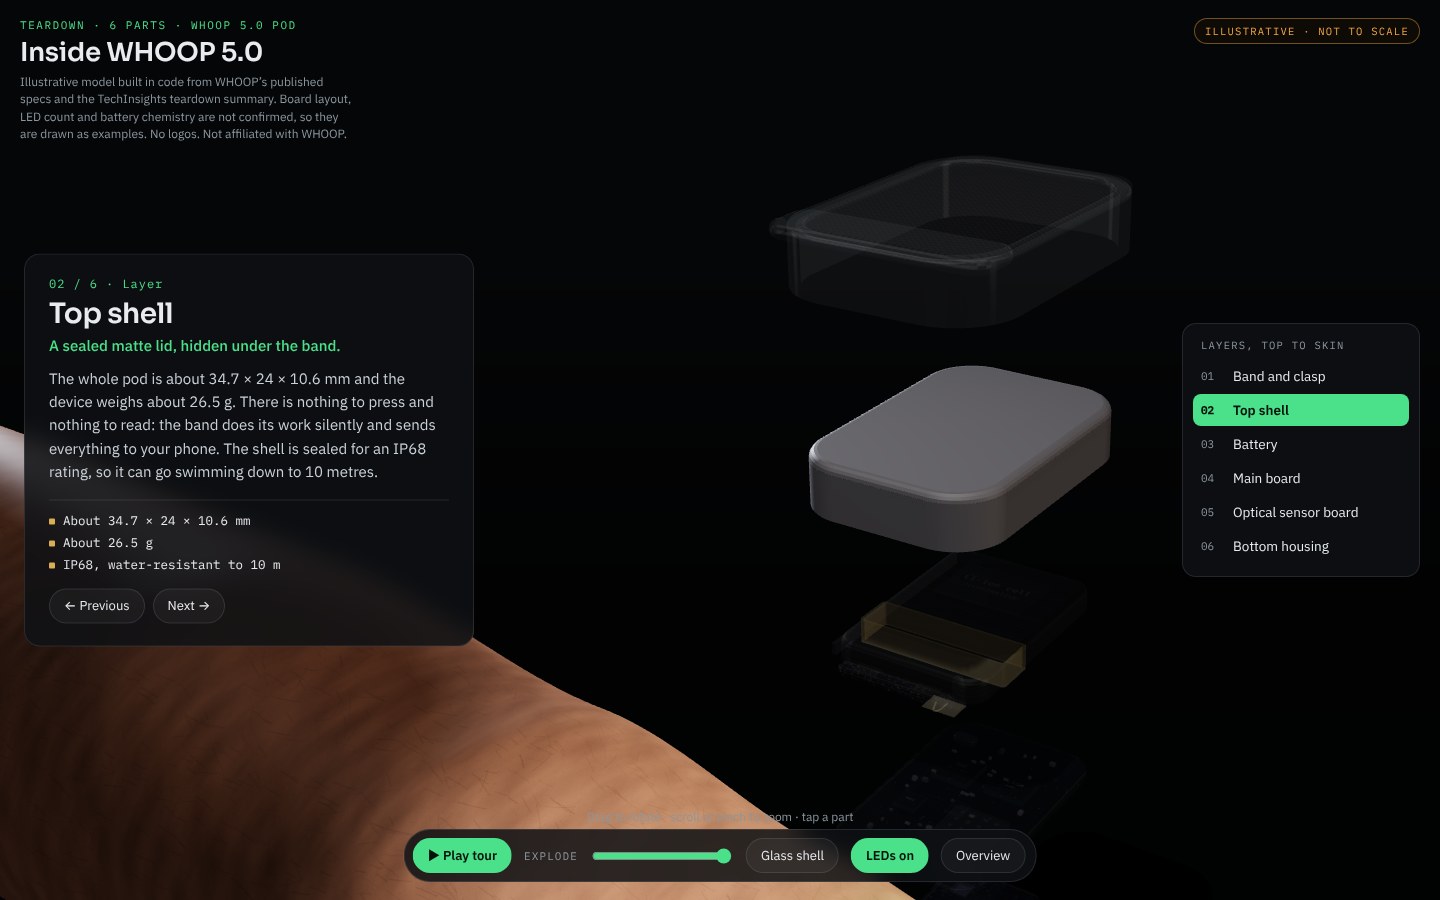 TEARDOWN · 6 PARTS · WHOOP 5.0 POD
Inside WHOOP 5.0
Illustrative model built in code from WHOOP's published
specs and the TechInsights teardown summary. Board layout,
LED count and battery chemistry are not confirmed, so they
are drawn as examples. No logos. Not affiliated with WHOOP.
ILLUSTRATIVE · NOT TO SCALE
02 / 6 · Layer
Top shell
A sealed matte lid, hidden under the band.
The whole pod is about 34.7 × 24 × 10.6 mm and the
device weighs about 26.5 g. There is nothing to press and
nothing to read: the band does its work silently and sends
everything to your phone. The shell is sealed for an IP68
rating, so it can go swimming down to 10 metres.
About 34.7 × 24 × 10.6 mm
About 26.5 g
IP68, water-resistant to 10 m
← Previous
Next →
LAYERS, TOP TO SKIN
01 Band and clasp
02 Top shell
03 Battery
04 Main board
05 Optical sensor board
06 Bottom housing
zoom · tap a part
▶ Play tour
EXPLODE
Glass shell
LEDs on
Overview